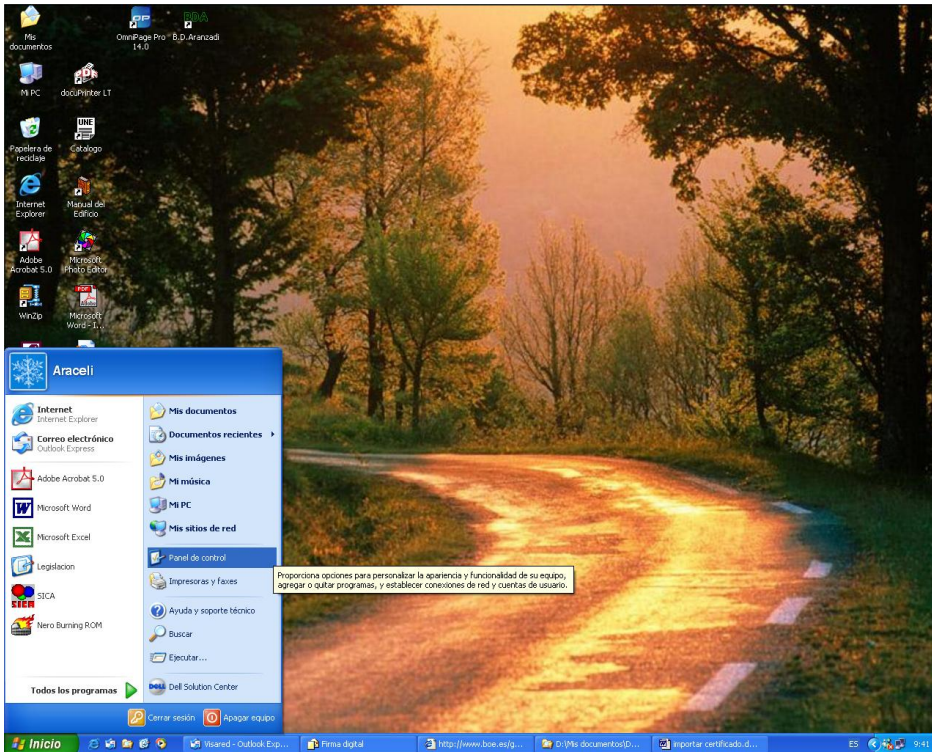 Mis
documentos
OmniPage Pro
14.0
B.D.Aranzadi
Mi PC
docuPrinter LT
Papelera de
reciclaje
Catalogo
Internet
Explorer
Manual del
Edificio
Adobe
Acrobat 5.0
Microsoft
Photo Editor
WinZip
Microsoft
Word - I...
Araceli
Internet
Internet Explorer
Correo electrónico
Outlook Express
Adobe Acrobat 5.0
Microsoft Word
Microsoft Excel
Legislacion
SICA
Nero Burning ROM
Todos los programas
Mis documentos
Documentos recientes
Mis imágenes
Mi música
Mi PC
Mis sitios de red
Panel de control
Impresoras y faxes
Ayuda y soporte técnico
Buscar
Ejecutar...
Dell Solution Center
Proporciona opciones para personalizar la apariencia y funcionalidad de su equipo,
agregar o quitar programas, y establecer conexiones de red y cuentas de usuario.
Cerrar sesión
Apagar equipo
Inicio
Visared - Outlook Exp...
Firma digital
http://www.boe.es/g...
D:\Mis documentos\D...
importar certificado.d...
ES
9:41